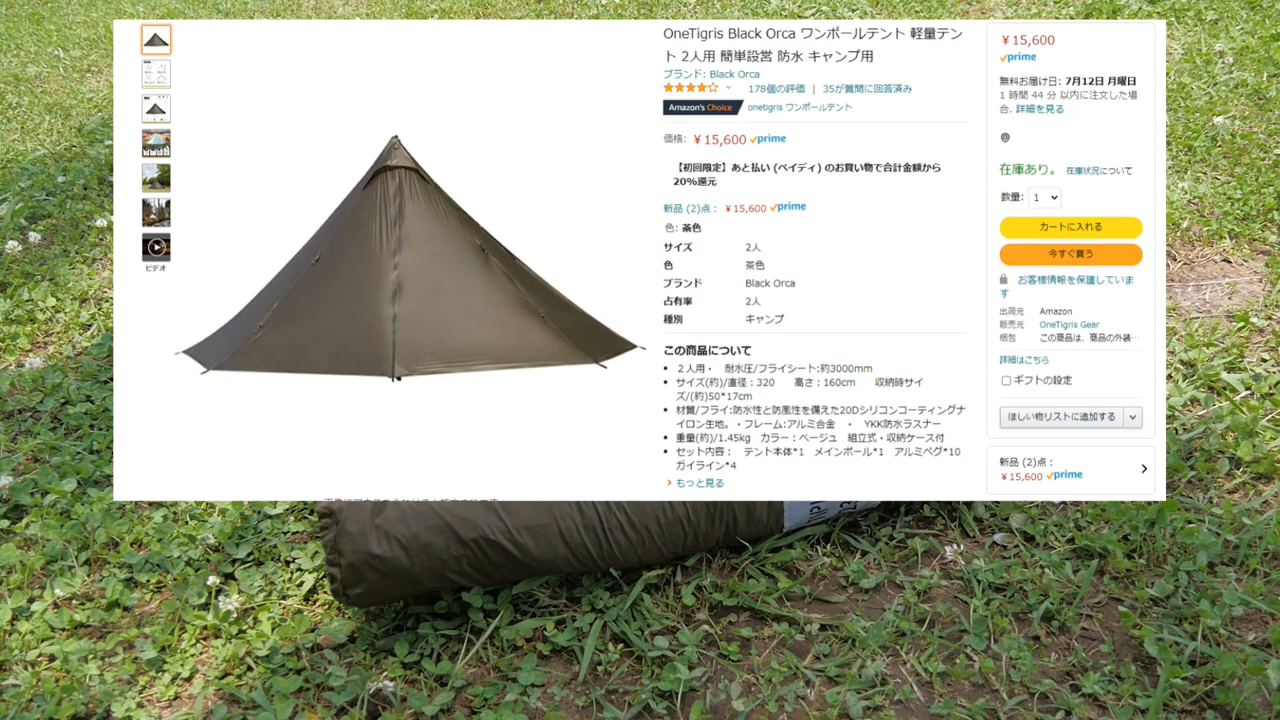 OneTigris Black Orca ワンポールテント 軽量テン
ト 2人用 簡単設営 防水 キャンプ用
ブランド: Black Orca
178個の評価 | 35が質問に回答済み
Amazon's Choice onetigris ワンポールテント
価格: ￥15,600 prime
【初回限定】あと払い (ペイディ) のお買い物で合計金額から
20%還元
新品 (2)点： ￥15,600 prime
色: 茶色
サイズ 2人
色 茶色
ブランド Black Orca
占有率 2人
種別 キャンプ
この商品について
２人用・ 耐水圧/フライシート:約3000mm
サイズ(約)/直径：320 高さ：160cm 収納時サイ
ズ/(約)50*17cm
材質/フライ:防水性と防風性を備えた20Dシリコンコーティングナ
イロン生地。・フレーム:アルミ合金 ・ YKK防水ラスナー
重量(約)/1.45kg カラー：ベージュ 組立式・収納ケース付
セット内容： テント本体*1 メインポール*1 アルミペグ*10
ガイライン*4
もっと見る
ビデオ
￥15,600
prime
無料お届け日: 7月12日 月曜日
1 時間 44 分 以内に注文した場
合. 詳細を見る
在庫あり。 在庫状況について
数量: 1
カートに入れる
今すぐ買う
お客様情報を保護していま
す
出荷元 Amazon
販売元 OneTigris Gear
梱包 この商品は、商品の外装…
詳細はこちら
ギフトの設定
ほしい物リストに追加する
新品 (2)点：
￥15,600 prime